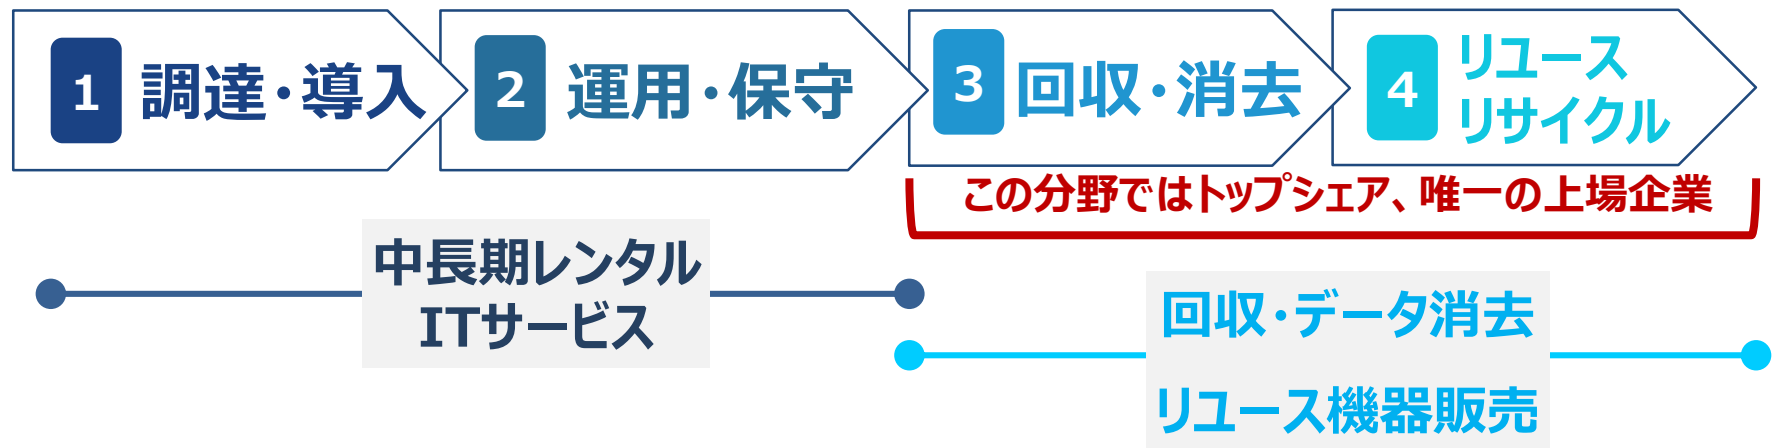 1 調達・導入
2 運用・保守
3 回収・消去
4 リユース
リサイクル
この分野ではトップシェア、唯一の上場企業
中長期レンタル
ITサービス
回収・データ消去
リユース機器販売